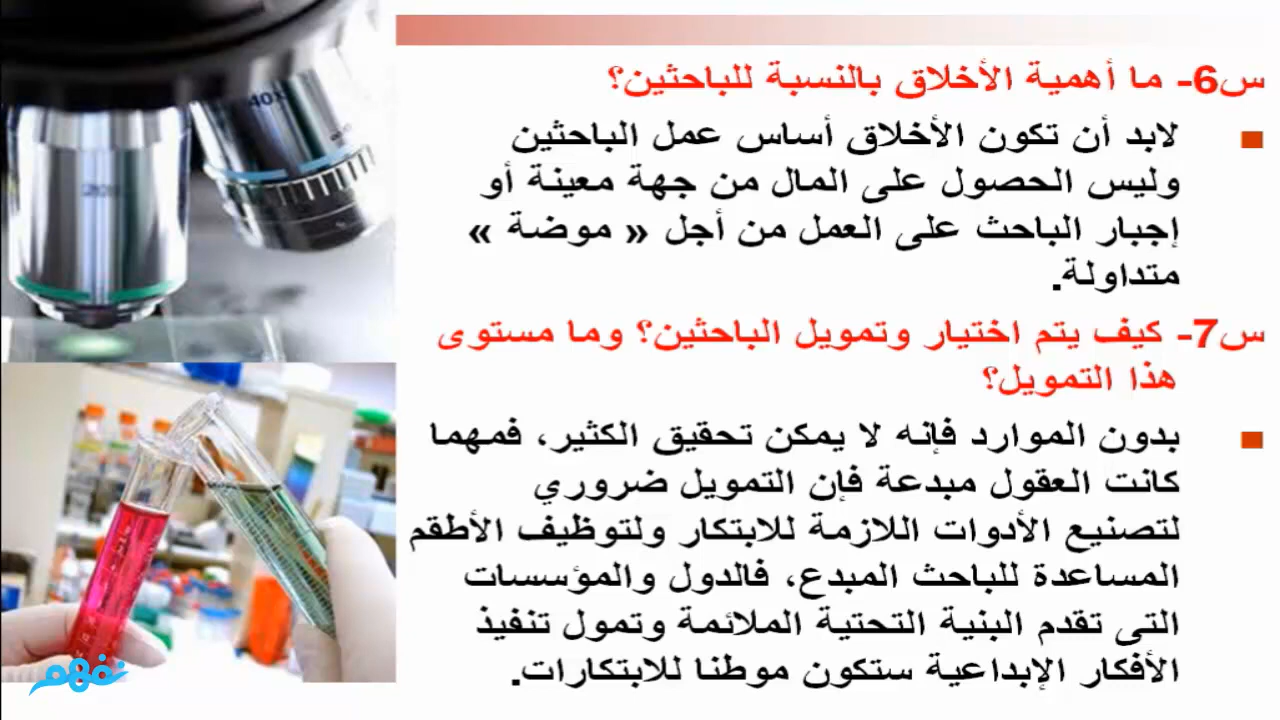 س6- ما أهمية الأخلاق بالنسبة للباحثين؟
لابد أن تكون الأخلاق أساس عمل الباحثين
وليس الحصول على المال من جهة معينة أو
إجبار الباحث على العمل من أجل « موضة »
متداولة.
س7- كيف يتم اختيار وتمويل الباحثين؟ وما مستوى
هذا التمويل؟
بدون الموارد فإنه لا يمكن تحقيق الكثير، فمهما
كانت العقول مبدعة فإن التمويل ضروري
لتصنيع الأدوات اللازمة للابتكار ولتوظيف الأطقم
المساعدة للباحث المبدع، فالدول والمؤسسات
التى تقدم البنية التحتية الملائمة وتمول تنفيذ
الأفكار الإبداعية ستكون موطنا للابتكارات.
40x
20x
نفهم